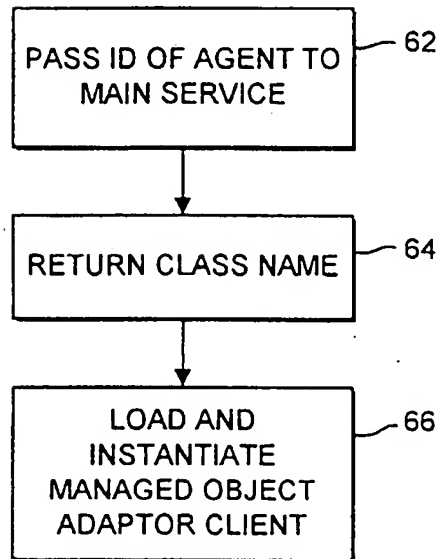 PASS ID OF AGENT TO
MAIN SERVICE
62
RETURN CLASS NAME
64
LOAD AND
INSTANTIATE
MANAGED OBJECT
ADAPTOR CLIENT
66